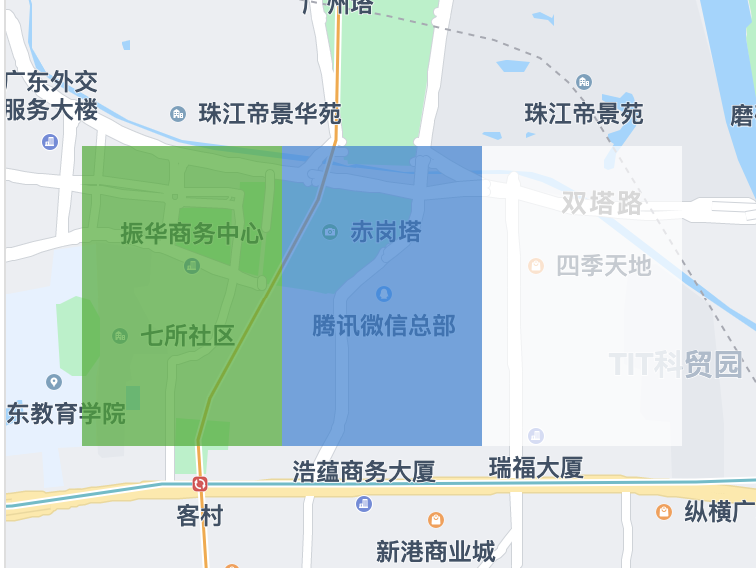 广州塔
广东外交
服务大楼
珠江帝景华苑
珠江帝景苑
磨
双塔路
振华商务中心
赤岗塔
四季天地
腾讯微信总部
七所社区
TIT科贸园
东教育学院
浩蕴商务大厦
瑞福大厦
客村
纵横广
新港商业城